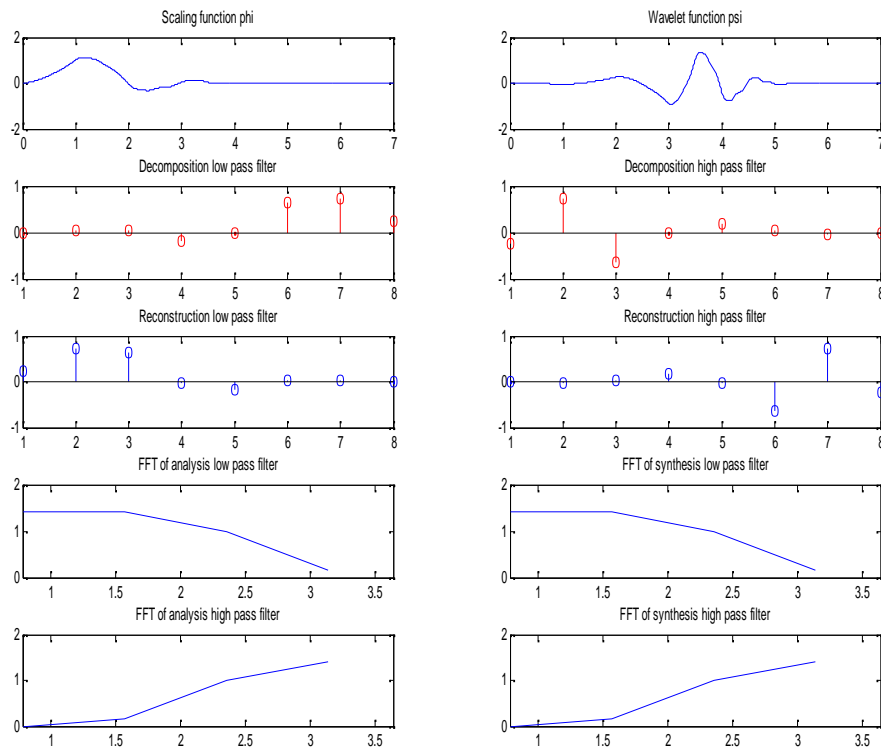 Scaling function phi
2
0
-2
0 1 2 3 4 5 6 7
Wavelet function psi
2
0
-2
0 1 2 3 4 5 6 7 8
Decomposition low pass filter
1
0
-1
1 2 3 4 5 6 7 8
Decomposition high pass filter
1
0
-1
1 2 3 4 5 6 7 8
Reconstruction low pass filter
1
0
-1
1 2 3 4 5 6 7 8
Reconstruction high pass filter
1
0
-1
1 2 3 4 5 6 7 8
FFT of analysis low pass filter
2
1
0
1 1.5 2 2.5 3 3.5
FFT of synthesis low pass filter
2
1
0
1 1.5 2 2.5 3 3.5
FFT of analysis high pass filter
2
1
0
1 1.5 2 2.5 3 3.5
FFT of synthesis high pass filter
2
1
0
1 1.5 2 2.5 3 3.5